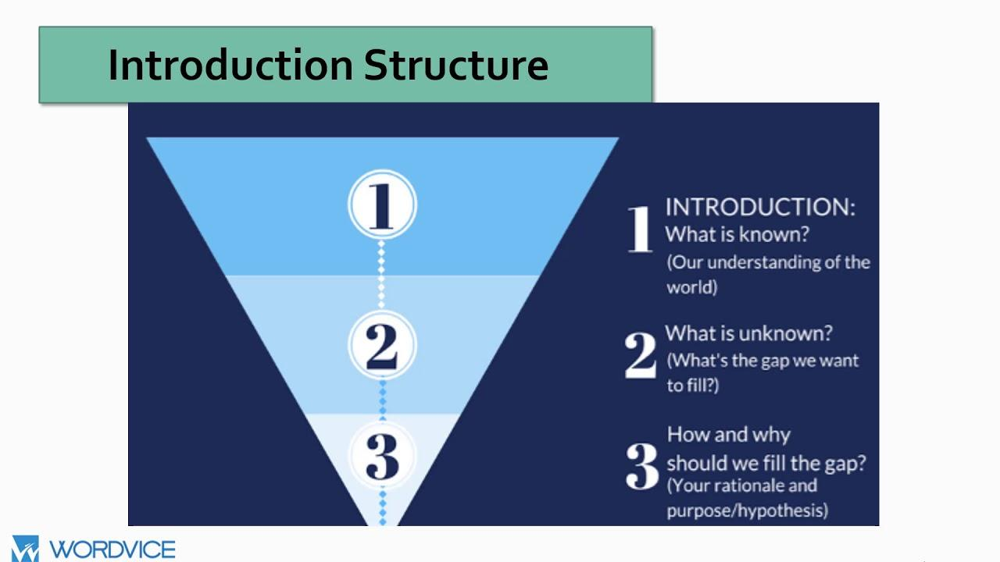 Introduction Structure
1
2
3
1
INTRODUCTION:
What is known?
(Our understanding of the
world)
2
What is unknown?
(What's the gap we want
to fill?)
3
How and why
should we fill the gap?
(Your rationale and
purpose/hypothesis)
WORDVICE